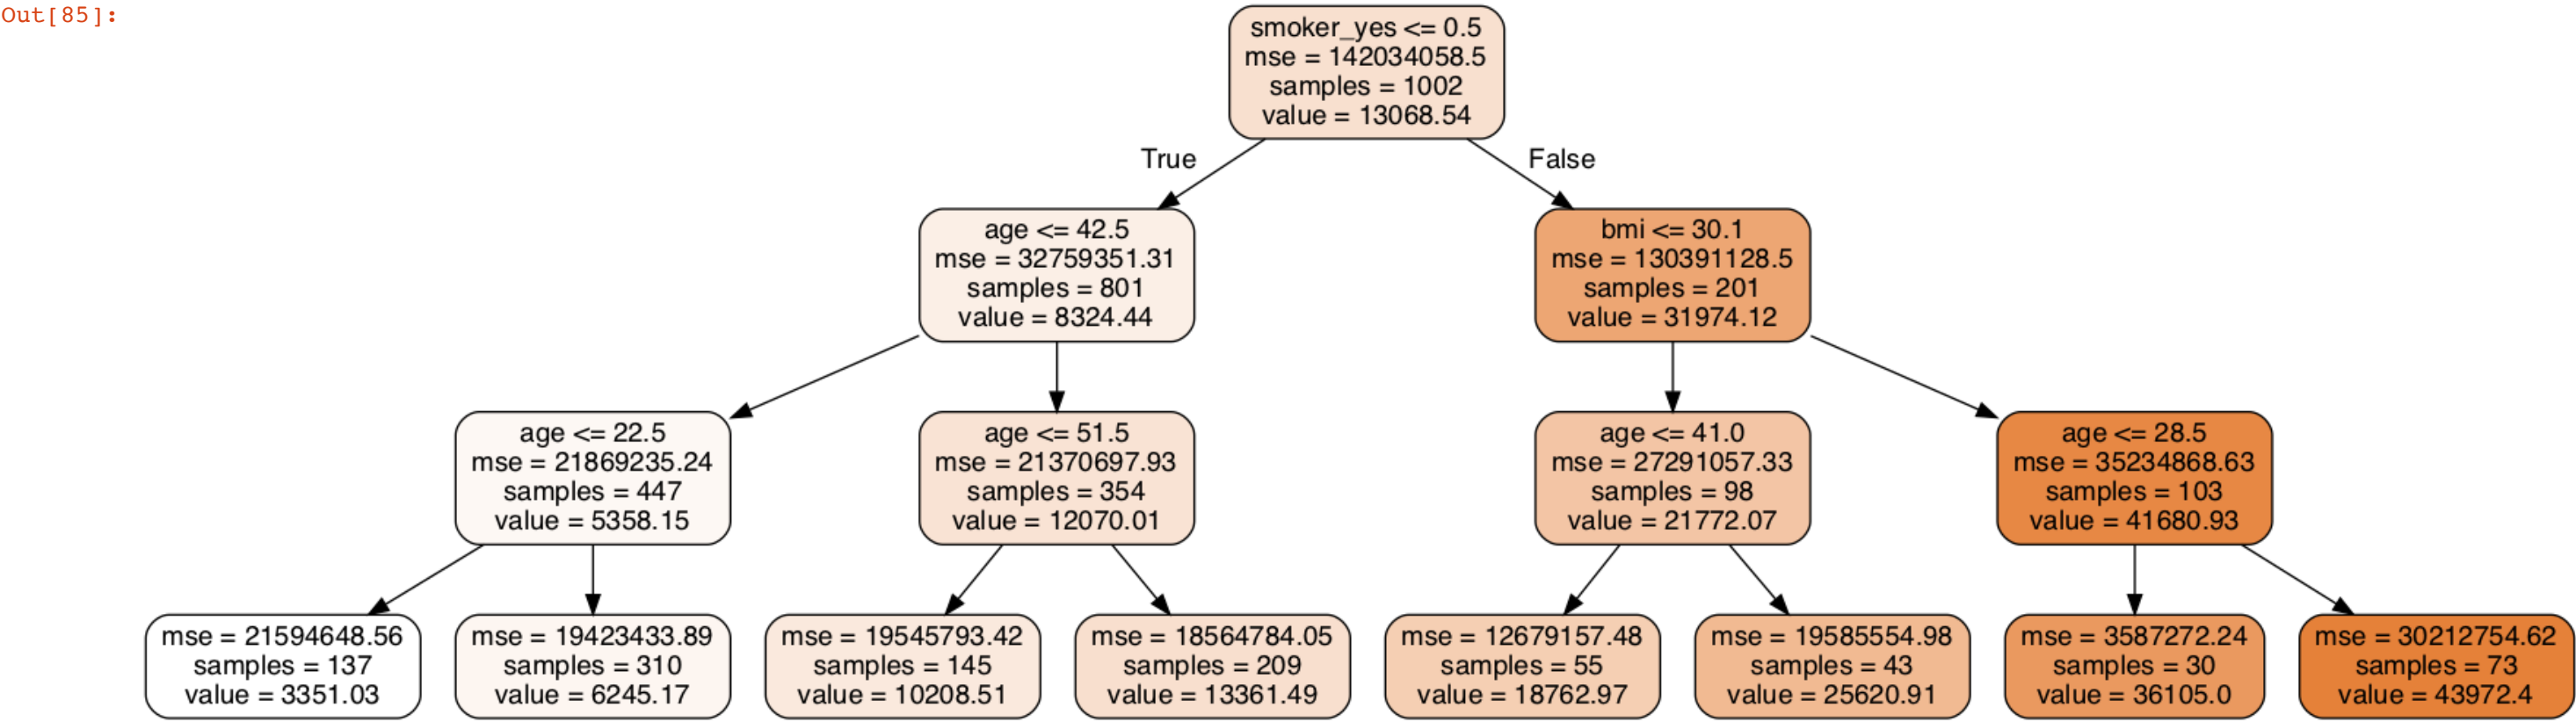 Out[85]:
smoker_yes <= 0.5
mse = 142034058.5
samples = 1002
value = 13068.54
True
False
age <= 42.5
mse = 32759351.31
samples = 801
value = 8324.44
bmi <= 30.1
mse = 130391128.5
samples = 201
value = 31974.12
age <= 22.5
mse = 21869235.24
samples = 447
value = 5358.15
age <= 51.5
mse = 21370697.93
samples = 354
value = 12070.01
age <= 41.0
mse = 27291057.33
samples = 98
value = 21772.07
age <= 28.5
mse = 35234868.63
samples = 103
value = 41680.93
mse = 21594648.56
samples = 137
value = 3351.03
mse = 19423433.89
samples = 310
value = 6245.17
mse = 19545793.42
samples = 145
value = 10208.51
mse = 18564784.05
samples = 209
value = 13361.49
mse = 12679157.48
samples = 55
value = 18762.97
mse = 19585554.98
samples = 43
value = 25620.91
mse = 3587272.24
samples = 30
value = 36105.0
mse = 30212754.62
samples = 73
value = 43972.4